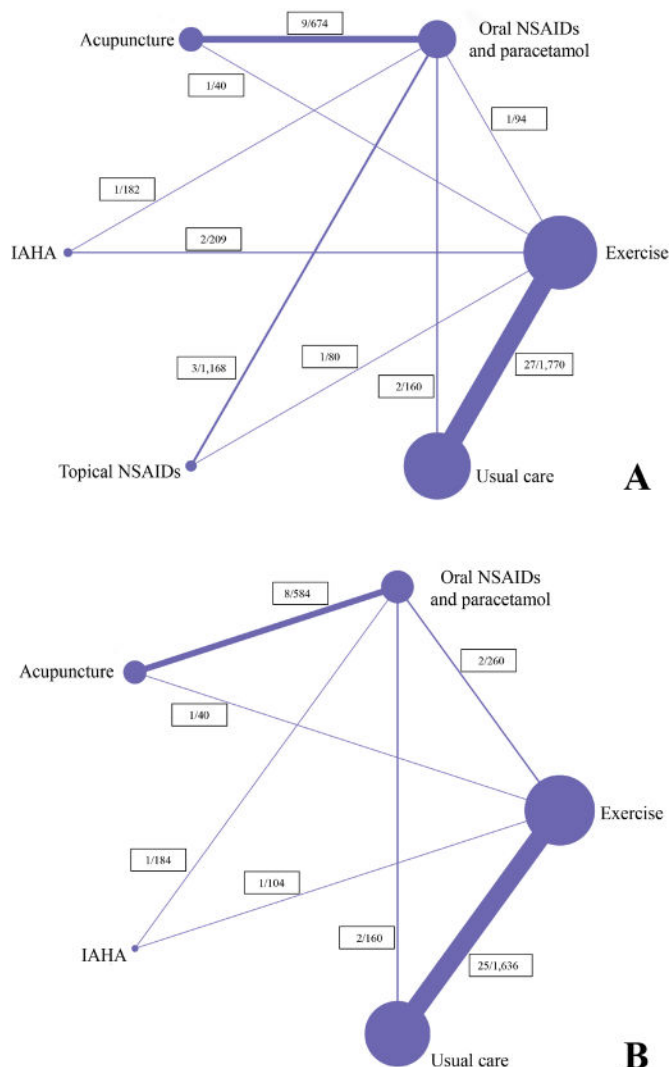 9/674
Oral NSAIDs
and paracetamol
Acupuncture
1/40
1/94
1/182
IAHA
2/209
Exercise
1/80
3/1,168
2/160
27/1,770
Topical NSAIDs
Usual care
A
Oral NSAIDs
and paracetamol
8/584
Acupuncture
2/260
1/40
Exercise
1/184
1/104
IAHA
2/160
25/1,636
Usual care
B